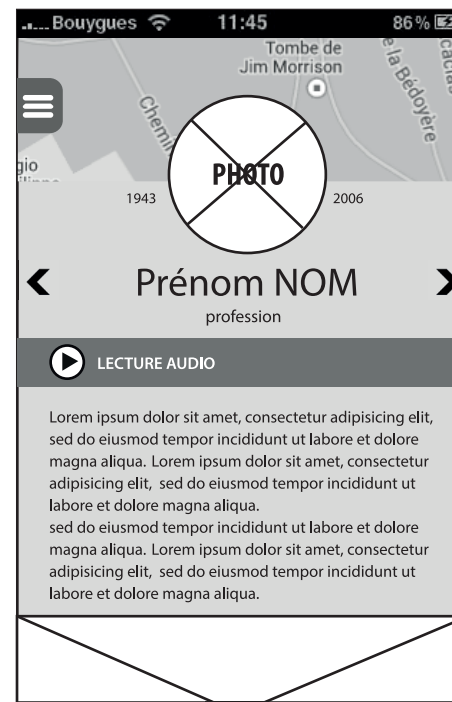 Bouygues 11:45 86%
Tombe de
Jim Morrison
Chemi
e la Bédoyère
gio
PHOTO
1943 2006
Prénom NOM
profession
LECTURE AUDIO
Lorem ipsum dolor sit amet, consectetur adipisicing elit,
sed do eiusmod tempor incididunt ut labore et dolore
magna aliqua. Lorem ipsum dolor sit amet, consectetur
adipisicing elit, sed do eiusmod tempor incididunt ut
labore et dolore magna aliqua.
sed do eiusmod tempor incididunt ut labore et dolore
magna aliqua. Lorem ipsum dolor sit amet, consectetur
adipisicing elit, sed do eiusmod tempor incididunt ut
labore et dolore magna aliqua.